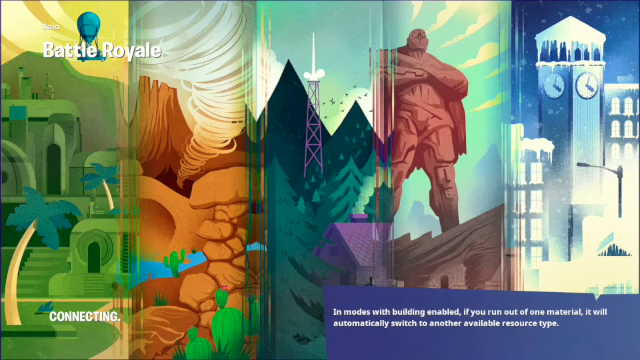 Solo
Battle Royale
CONNECTING.
In modes with building enabled, if you run out of one material, it will
automatically switch to another available resource type.